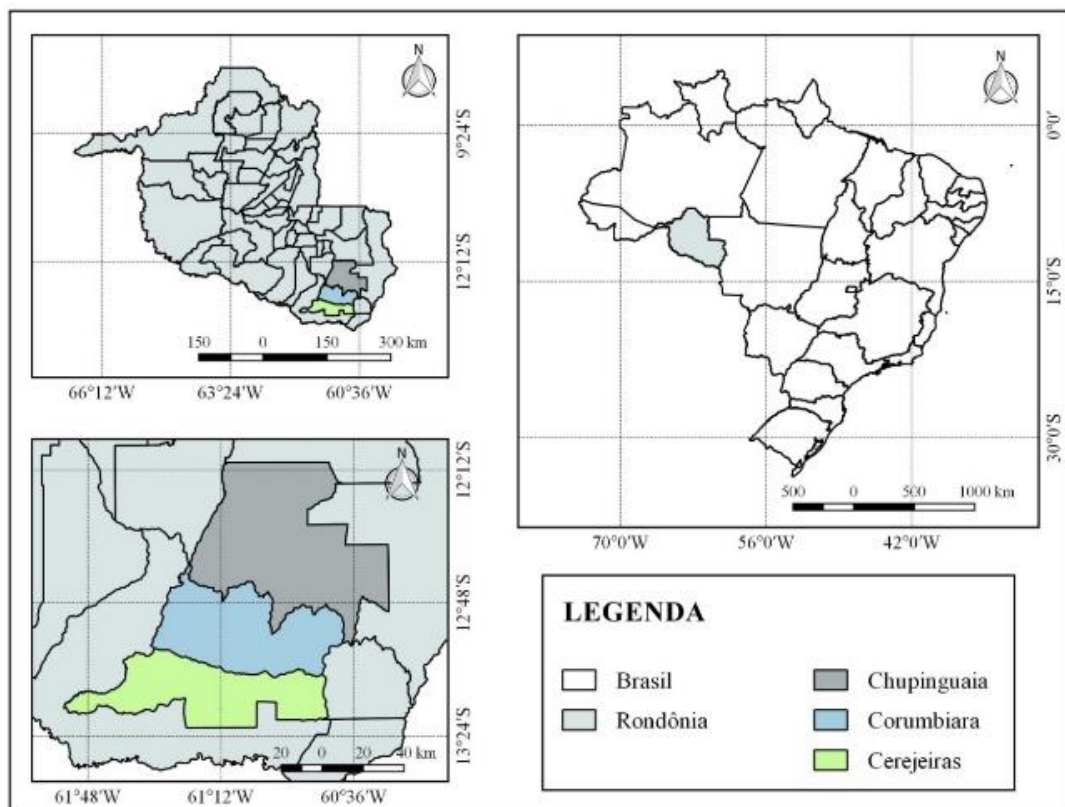 N
9°24'S
12°12'S
150 0 150 300 km
66°12'W 63°24'W 60°36'W
N
0°0'
15°0'S
30°0'S
500 0 500 1000 km
70°0'W 56°0'W 42°0'W
N
12°12'S
12°48'S
13°24'S
20 0 20 40 km
61°48'W 61°12'W 60°36'W
LEGENDA
Brasil
Rondônia
Chupinguaia
Corumbiara
Cerejeiras